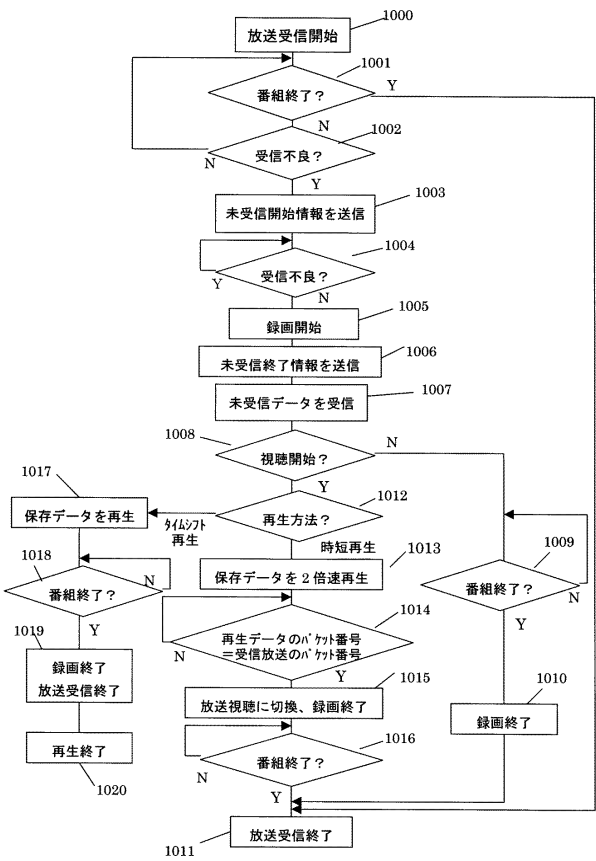 1000
放送受信開始
1001
番組終了？
Y
N
1002
受信不良？
N
Y
1003
未受信開始情報を送信
1004
受信不良？
Y
N
1005
録画開始
1006
未受信終了情報を送信
1007
未受信データを受信
1008
視聴開始？
N
Y
1012
再生方法？
ﾀｲﾑｼﾌﾄ
再生
時短再生
1017
保存データを再生
1018
番組終了？
N
Y
1019
録画終了
放送受信終了
再生終了
1020
1013
保存データを２倍速再生
1014
再生データのﾊﾟｹｯﾄ番号
＝受信放送のﾊﾟｹｯﾄ番号
N
Y
1015
放送視聴に切換、録画終了
1016
番組終了？
N
Y
1009
番組終了？
N
Y
1010
録画終了
放送受信終了
1011